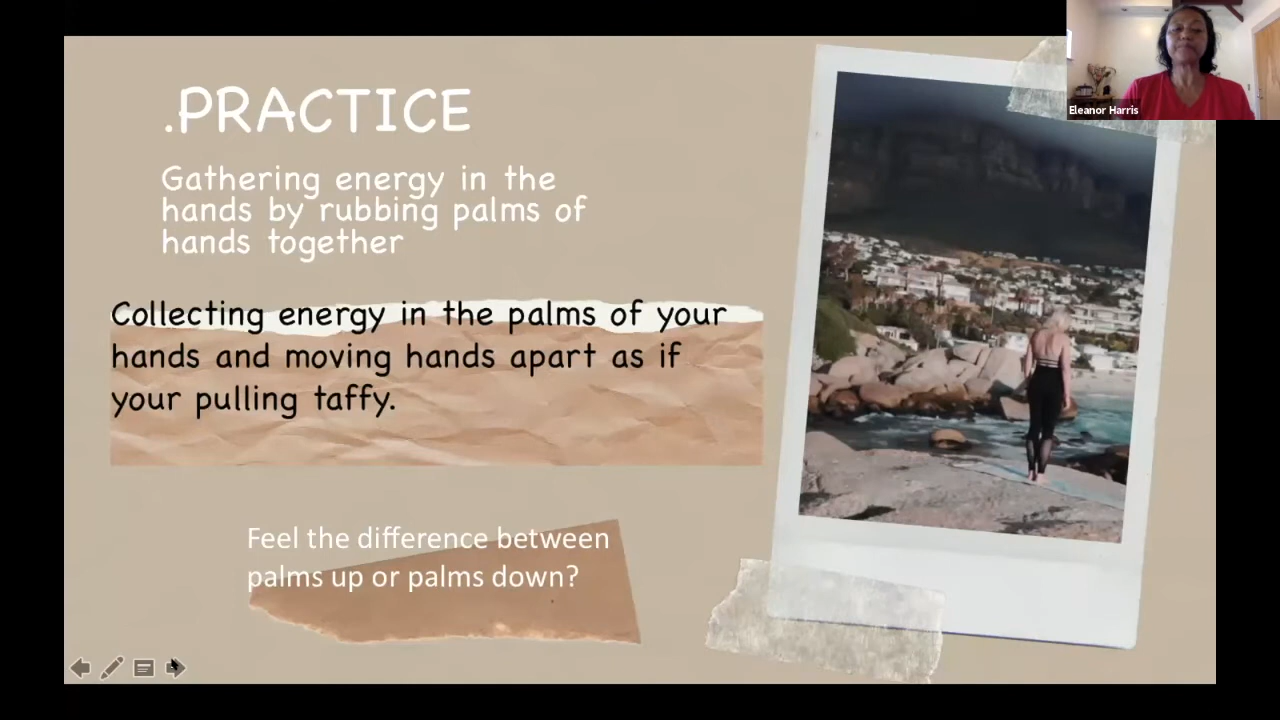 .PRACTICE
Gathering energy in the
hands by rubbing palms of
hands together
Collecting energy in the palms of your
hands and moving hands apart as if
your pulling taffy.
Feel the difference between
palms up or palms down?
Eleanor Harris